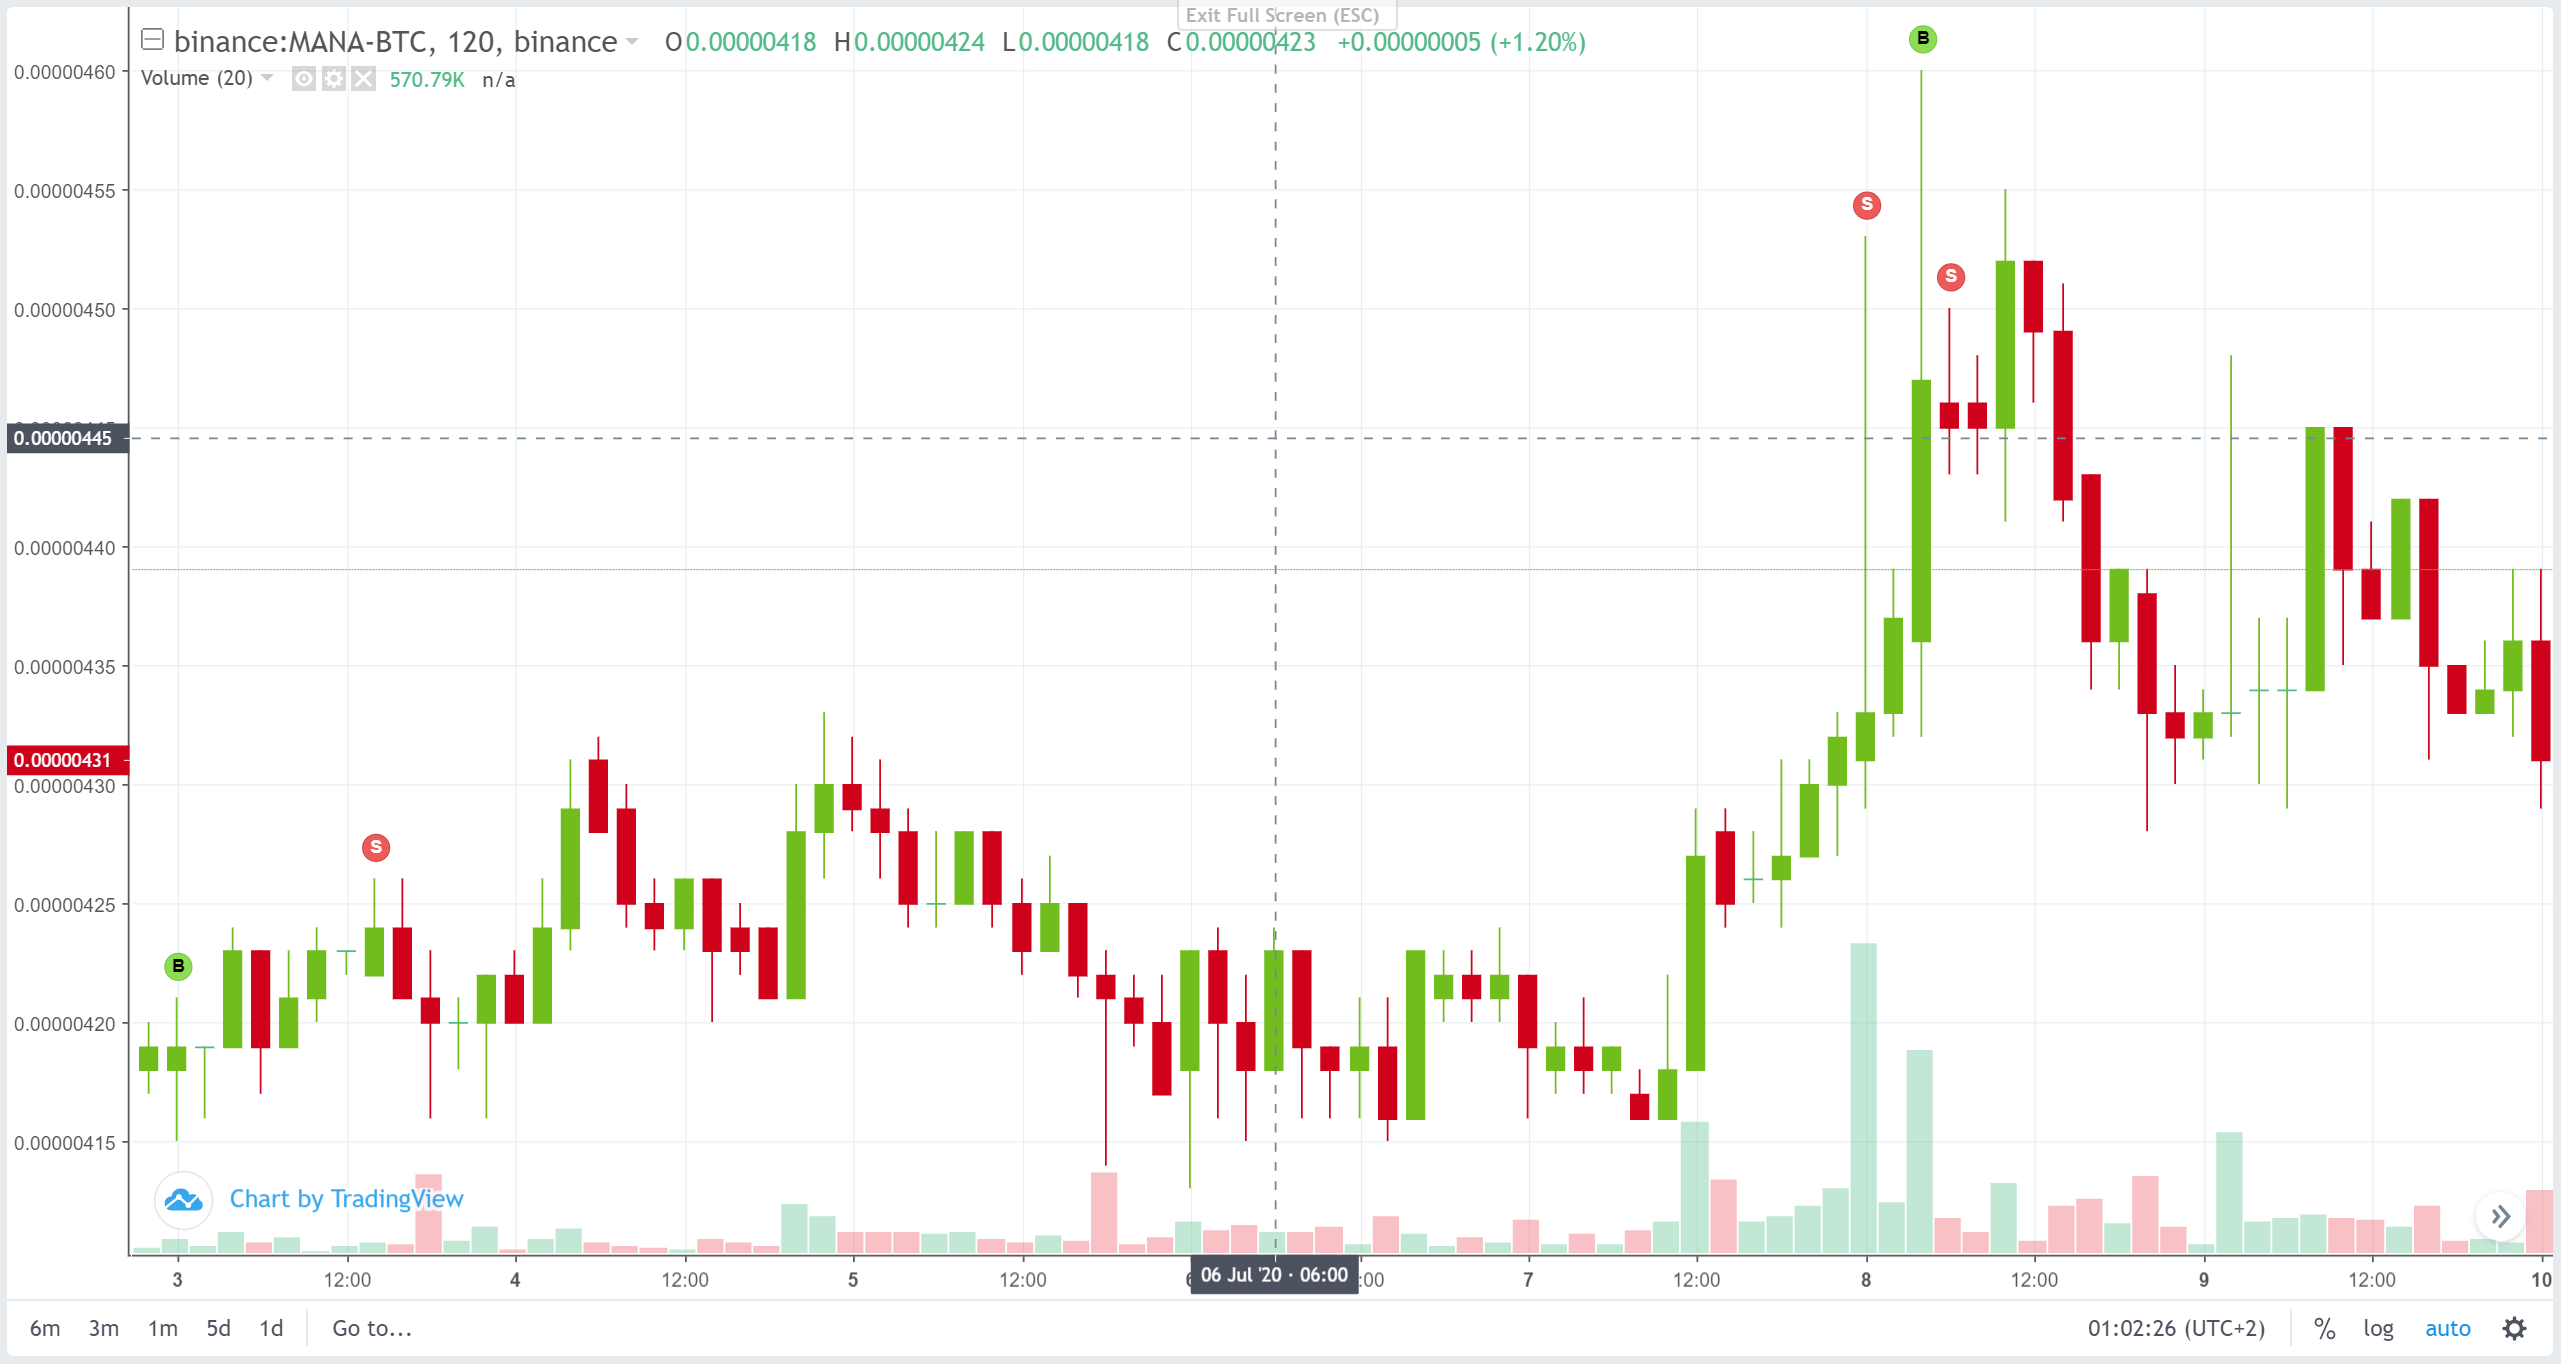 Exit Full Screen (ESC)
binance:MANA-BTC, 120, binance O0.00000418 H0.00000424 L0.00000418 C0.00000423 +0.00000005 (+1.20%)
Volume (20) 570.79K n/a
B
0.00000460
0.00000455
S
S
0.00000450
0.00000445
0.00000440
0.00000435
0.00000431
0.00000430
S
0.00000425
B
0.00000420
0.00000415
Chart by TradingView
3 12:00 4 12:00 5 12:00 06 Jul '20 · 06:00 :00 7 12:00 8 12:00 9 12:00 10
6m 3m 1m 5d 1d Go to... 01:02:26 (UTC+2) % log auto